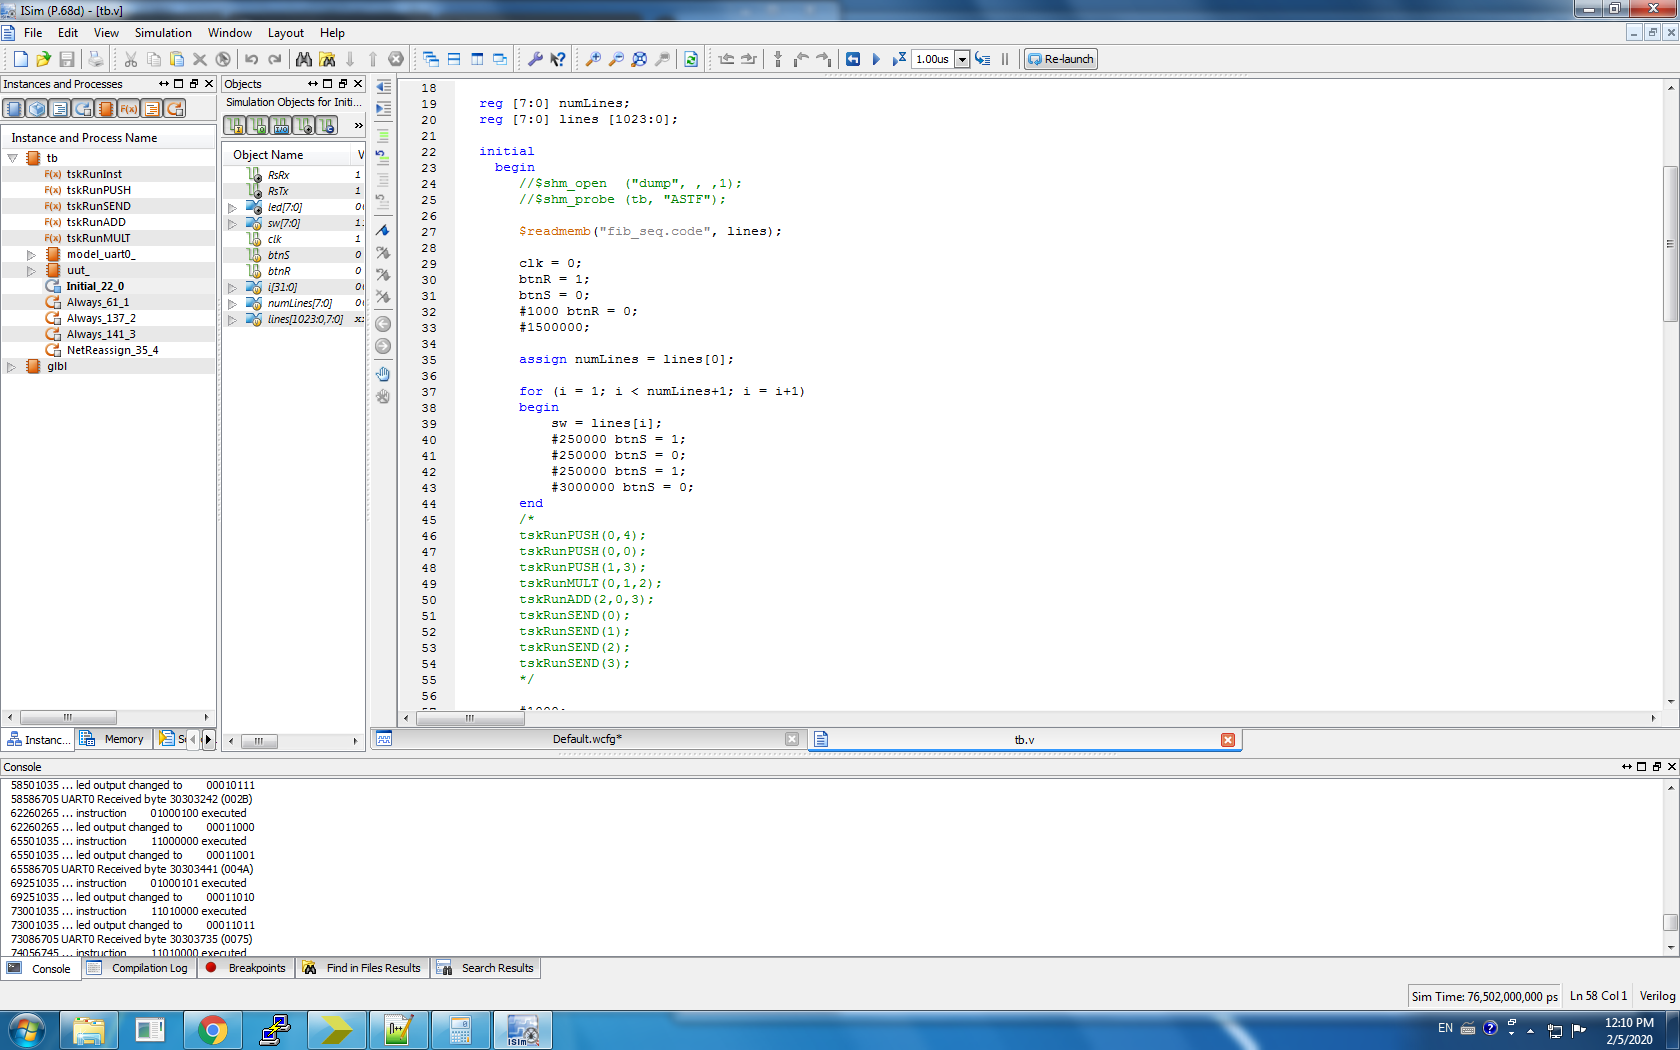 ISim (P.68d) - [tb.v]
File Edit View Simulation Window Layout Help
1.00us Re-launch
Instances and Processes
Instance and Process Name
tb
F(x) tskRunInst
F(x) tskRunPUSH
F(x) tskRunSEND
F(x) tskRunADD
F(x) tskRunMULT
model_uart0_
uut_
Initial_22_0
Always_61_1
Always_137_2
Always_141_3
NetReassign_35_4
glbl
Instanc... Memory
Objects
Simulation Objects for Initi...
Object Name V
RsRx 1
RsTx 1
led[7:0] 0
sw[7:0] 1
clk 1
btnS 0
btnR 0
i[31:0] 0
numLines[7:0] 0
lines[1023:0,7:0] x
18
19 reg [7:0] numLines;
20 reg [7:0] lines [1023:0];
21
22 initial
23 begin
24 //$shm_open  ("dump", , ,1);
25 //$shm_probe (tb, "ASTF");
26
27 $readmemb("fib_seq.code", lines);
28
29 clk = 0;
30 btnR = 1;
31 btnS = 0;
32 #1000 btnR = 0;
33 #1500000;
34
35 assign numLines = lines[0];
36
37 for (i = 1; i < numLines+1; i = i+1)
38 begin
39 sw = lines[i];
40 #250000 btnS = 1;
41 #250000 btnS = 0;
42 #250000 btnS = 1;
43 #3000000 btnS = 0;
44 end
45 /*
46 tskRunPUSH(0,4);
47 tskRunPUSH(0,0);
48 tskRunPUSH(1,3);
49 tskRunMULT(0,1,2);
50 tskRunADD(2,0,3);
51 tskRunSEND(0);
52 tskRunSEND(1);
53 tskRunSEND(2);
54 tskRunSEND(3);
55 */
56
57 #1000;
Default.wcfg* tb.v
Console
58501035 ... led output changed to 00010111
58586705 UART0 Received byte 30303242 (002B)
62260265 ... instruction 01000100 executed
62260265 ... led output changed to 00011000
65501035 ... instruction 11000000 executed
65501035 ... led output changed to 00011001
65586705 UART0 Received byte 30303441 (004A)
69251035 ... instruction 01000101 executed
69251035 ... led output changed to 00011010
73001035 ... instruction 11010000 executed
73001035 ... led output changed to 00011011
73086705 UART0 Received byte 30303735 (0075)
74056745 ... instruction 11010000 executed
Console Compilation Log Breakpoints Find in Files Results Search Results
Sim Time: 76,502,000,000 ps Ln 58 Col 1 Verilog
EN
12:10 PM
2/5/2020